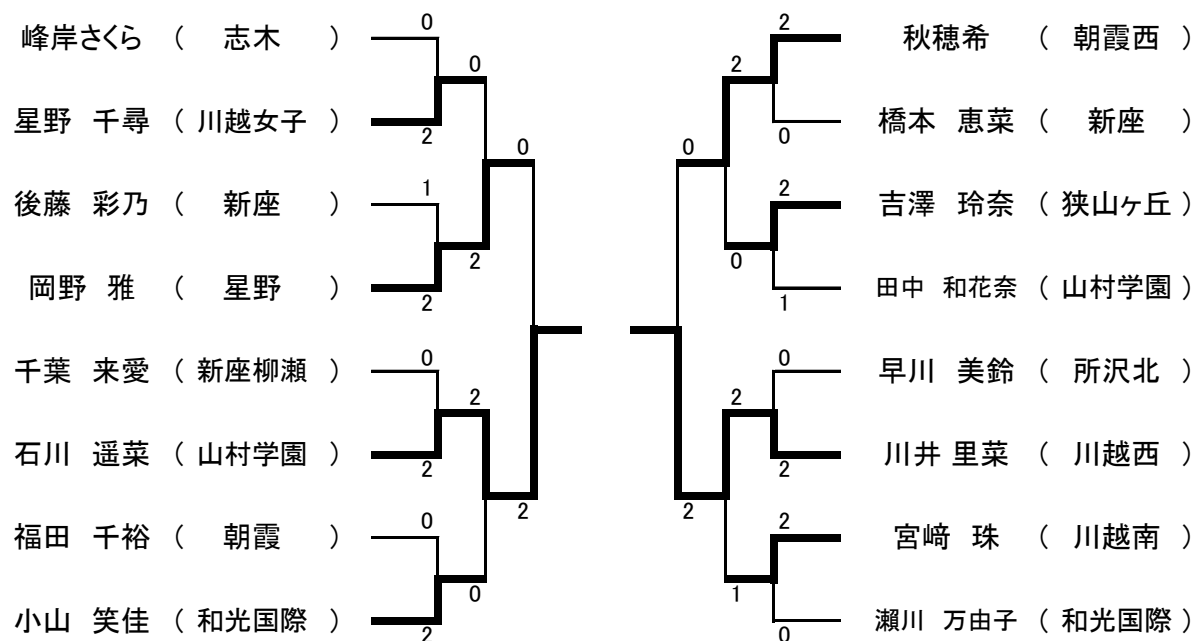 0 2
峰岸さくら （ 志木 ） 秋穂希 （ 朝霞西 ）
0 2
星野 千尋 （ 川越女子 ） 橋本 恵菜 （ 新座 ）
2 0 0 0
1 2
後藤 彩乃 （ 新座 ） 吉澤 玲奈 （ 狭山ヶ丘 ）
2 0
岡野 雅 （ 星野 ） 田中 和花奈 （ 山村学園 ）
2 1
0 0
千葉 来愛 （ 新座柳瀬 ） 早川 美鈴 （ 所沢北 ）
2 2
石川 遥菜 （ 山村学園 ） 川井 里菜 （ 川越西 ）
2 2
2 2
0 2
福田 千裕 （ 朝霞 ） 宮﨑 珠 （ 川越南 ）
0 1
小山 笑佳 （ 和光国際 ） 瀨川 万由子 （ 和光国際 ）
2 0